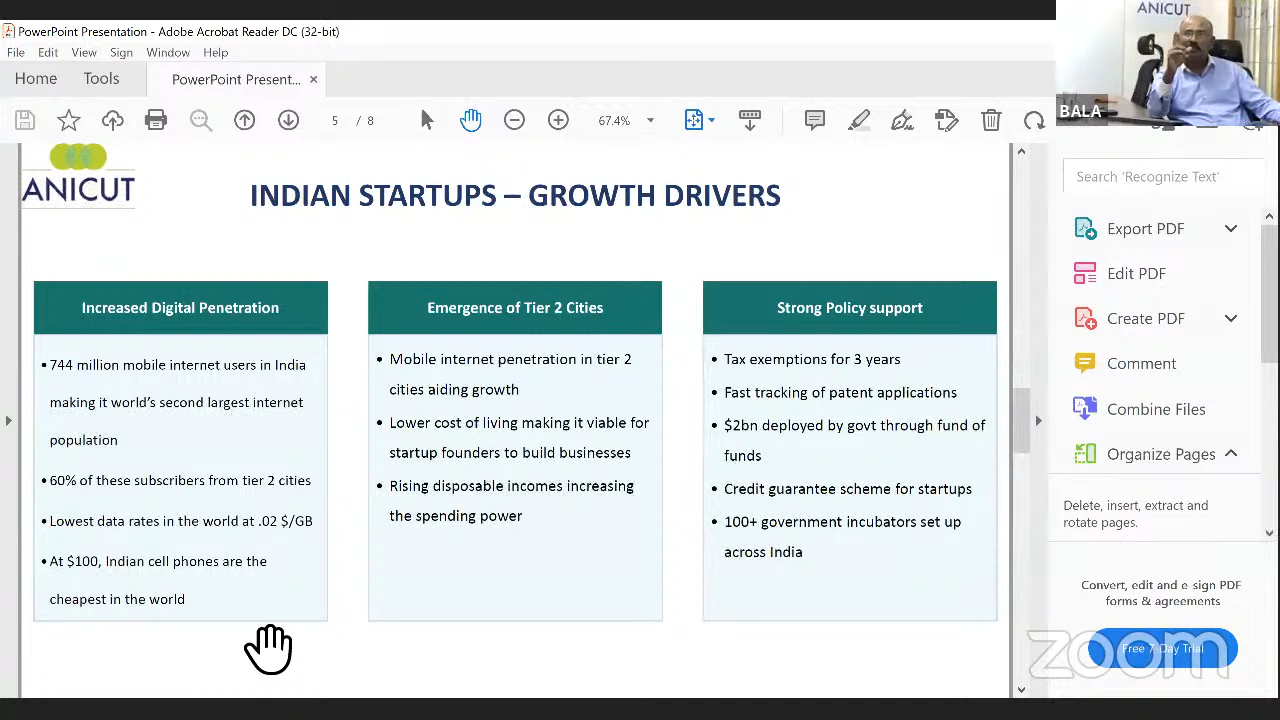 PowerPoint Presentation - Adobe Acrobat Reader DC (32-bit)
File Edit View Sign Window Help
Home Tools PowerPoint Present... ×
5 / 8 67.4%
ANICUT
BALA
ANICUT
INDIAN STARTUPS – GROWTH DRIVERS
Increased Digital Penetration
• 744 million mobile internet users in India
making it world's second largest internet
population
• 60% of these subscribers from tier 2 cities
• Lowest data rates in the world at .02 $/GB
• At $100, Indian cell phones are the
cheapest in the world
Emergence of Tier 2 Cities
• Mobile internet penetration in tier 2
cities aiding growth
• Lower cost of living making it viable for
startup founders to build businesses
• Rising disposable incomes increasing
the spending power
Strong Policy support
• Tax exemptions for 3 years
• Fast tracking of patent applications
• $2bn deployed by govt through fund of
funds
• Credit guarantee scheme for startups
• 100+ government incubators set up
across India
Search 'Recognize Text'
Export PDF
Edit PDF
Create PDF
Comment
Combine Files
Organize Pages
Delete, insert, extract and
rotate pages.
Convert, edit and e-sign PDF
forms & agreements
Free 7-Day Trial
zoom